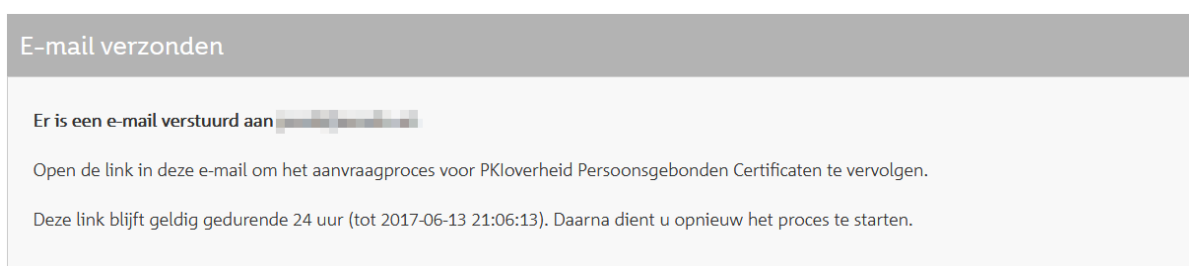 E-mail verzonden
Er is een e-mail verstuurd aan
Open de link in deze e-mail om het aanvraagproces voor PKIoverheid Persoonsgebonden Certificaten te vervolgen.
Deze link blijft geldig gedurende 24 uur (tot 2017-06-13 21:06:13). Daarna dient u opnieuw het proces te starten.